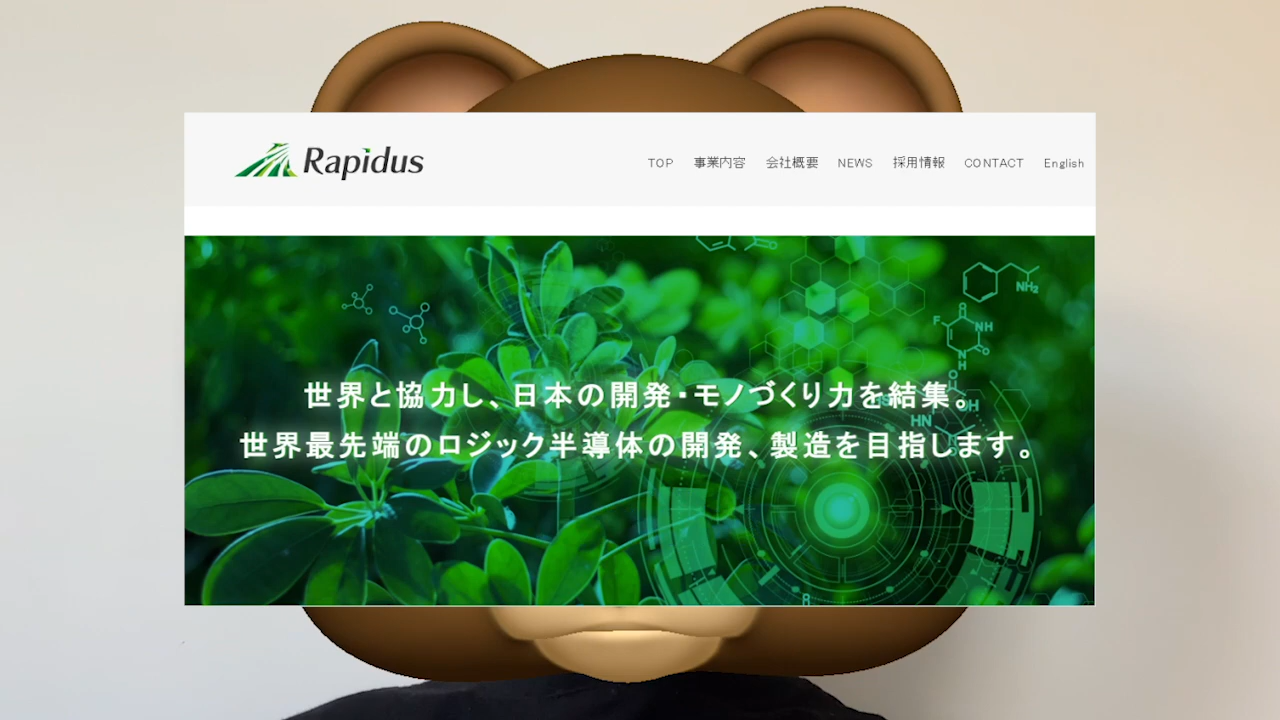 Rapidus
TOP 事業内容 会社概要 NEWS 採用情報 CONTACT English
NH₂
F
O
NH
O
N
H
世界と協力し、日本の開発・モノづくり力を結集。
HN
世界最先端のロジック半導体の開発、製造を目指します。
R